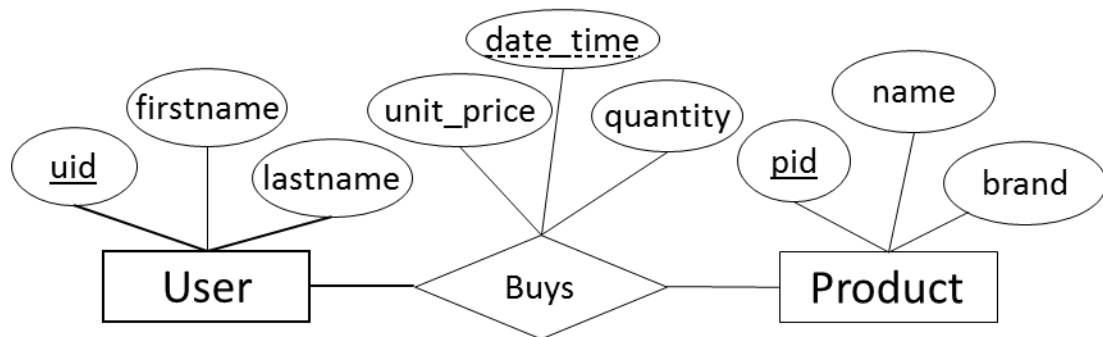 date_time
firstname
unit_price
quantity
name
uid
lastname
pid
brand
User
Buys
Product